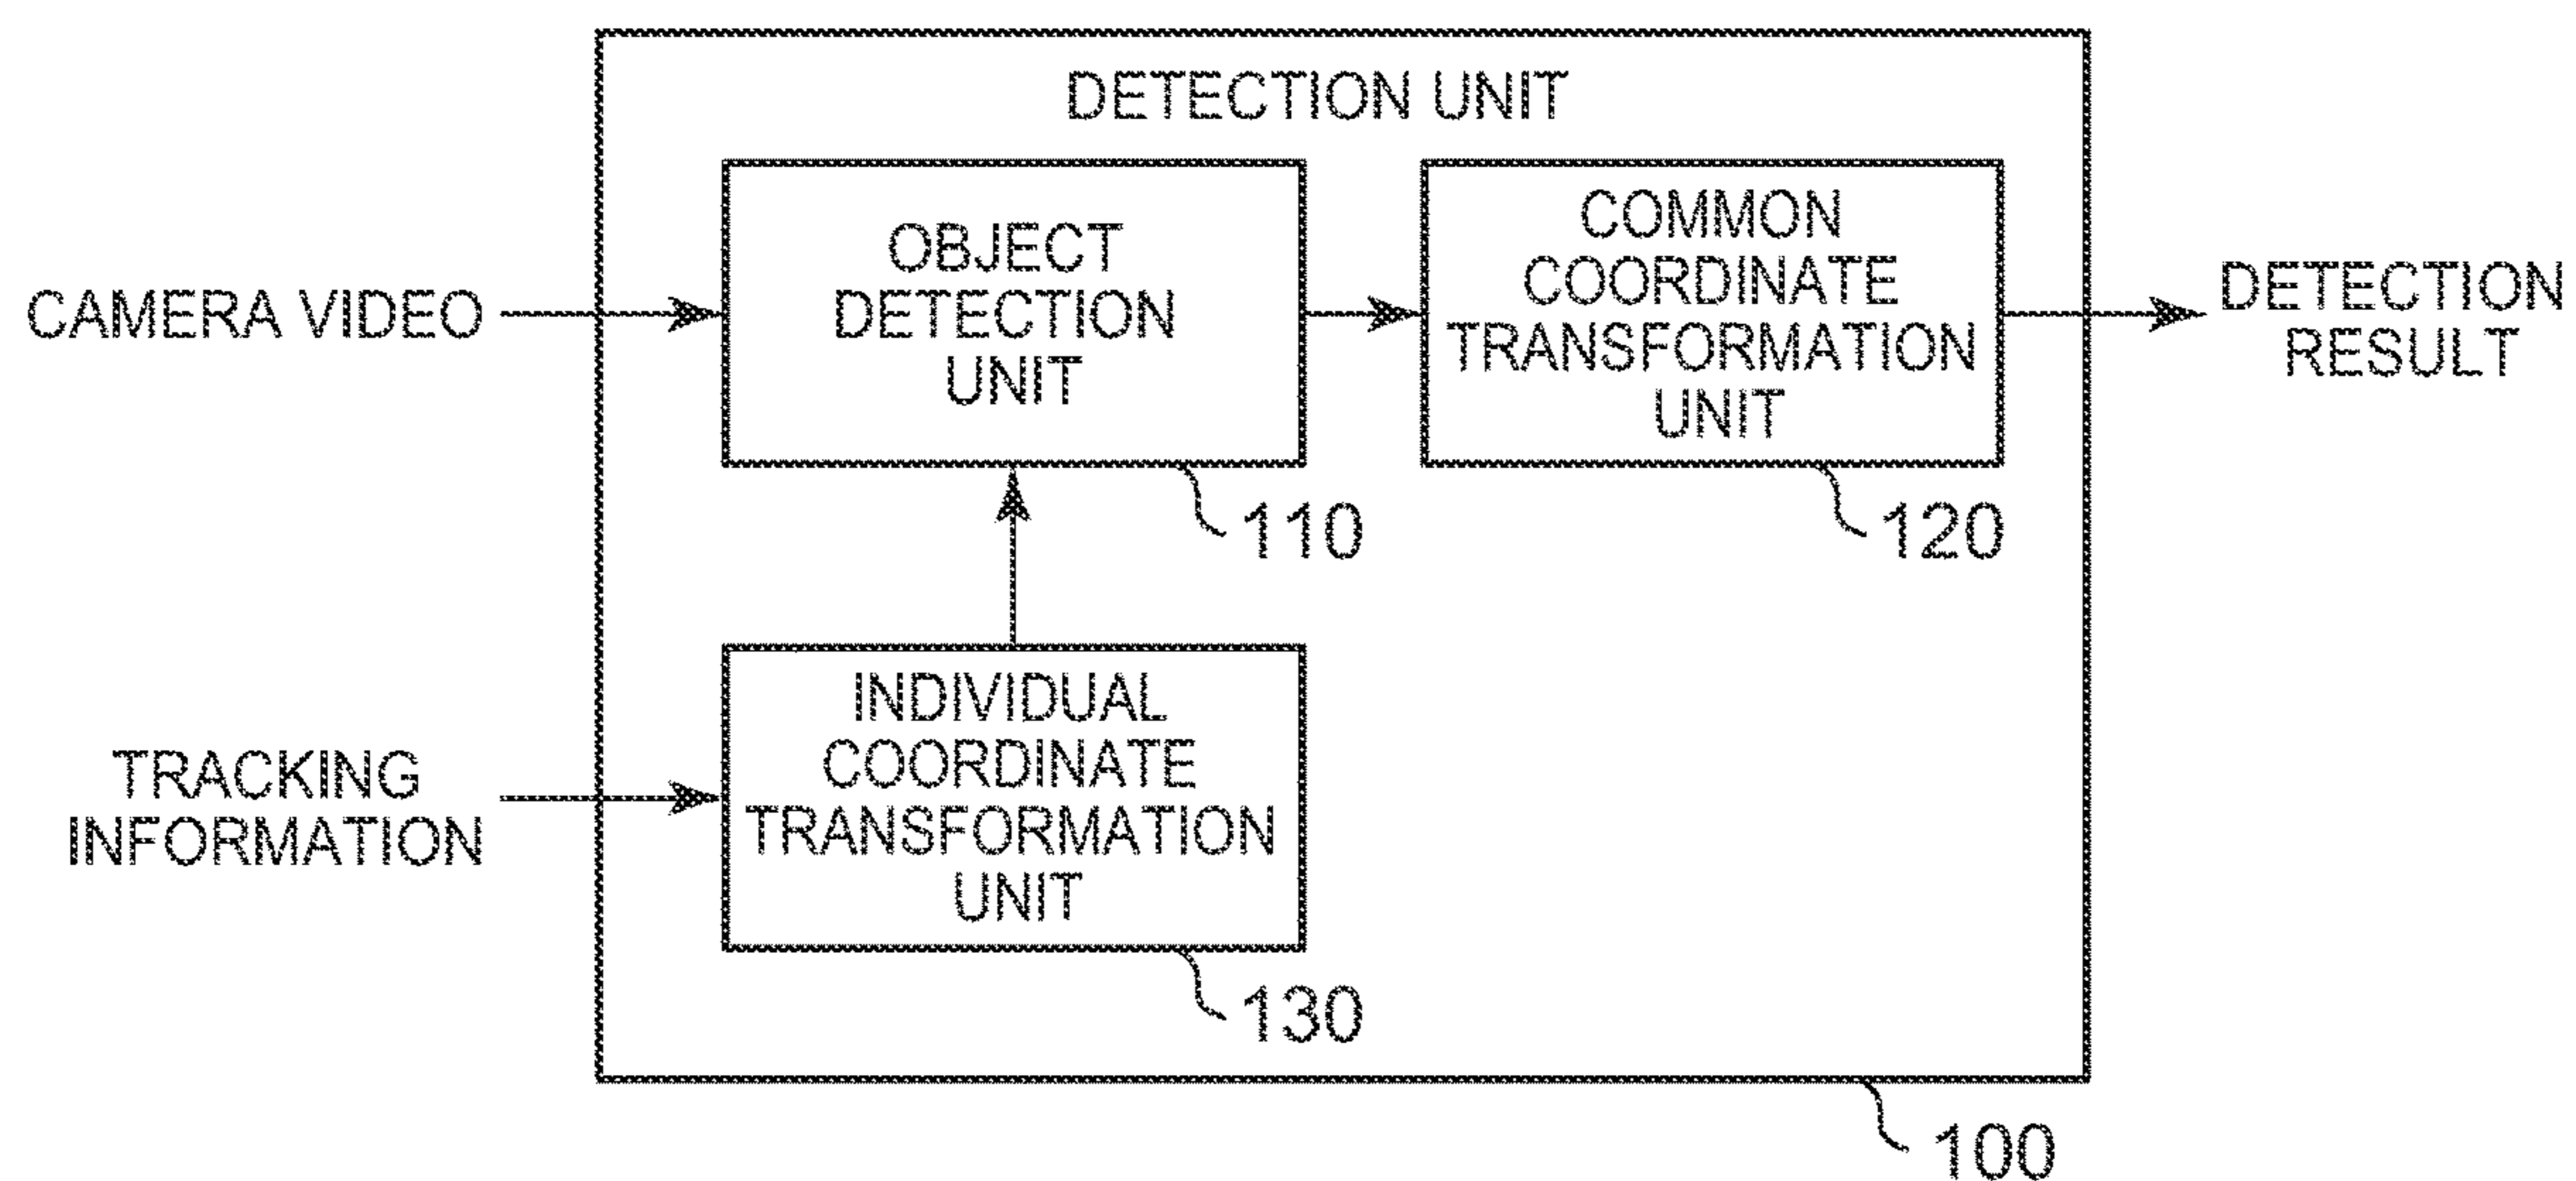 DETECTION UNIT
CAMERA VIDEO
OBJECT
DETECTION
UNIT
110
COMMON
COORDINATE
TRANSFORMATION
UNIT
120
DETECTION
RESULT
TRACKING
INFORMATION
INDIVIDUAL
COORDINATE
TRANSFORMATION
UNIT
130
100